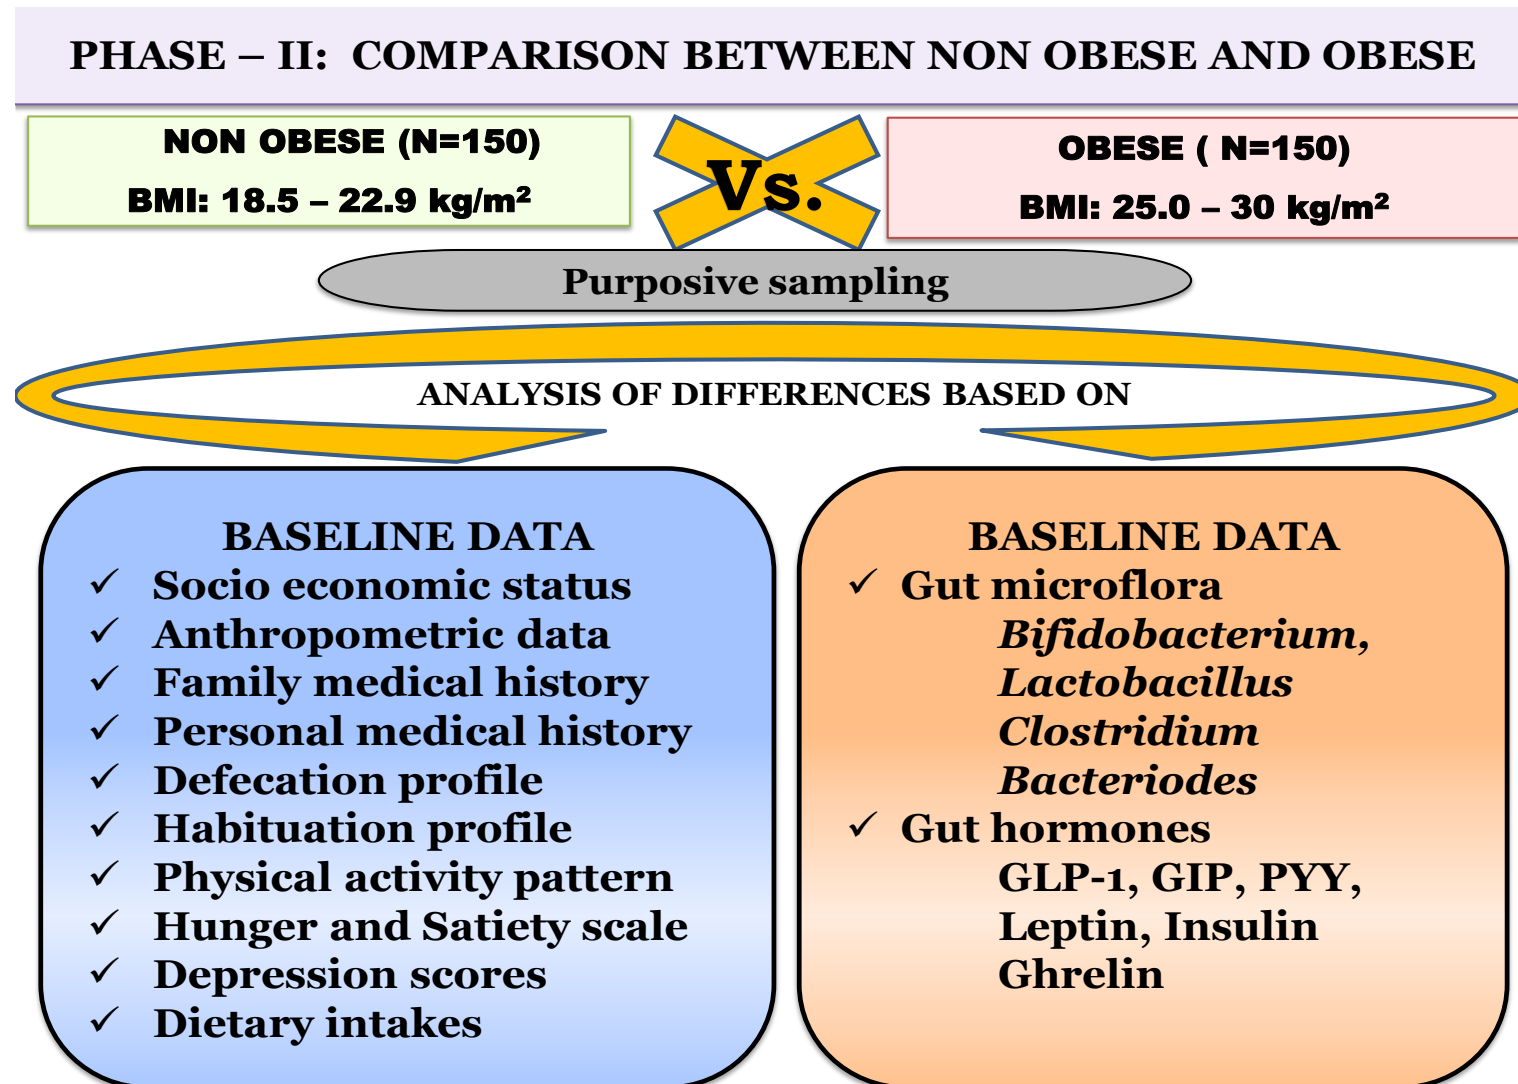 PHASE – II: COMPARISON BETWEEN NON OBESE AND OBESE
NON OBESE (N=150)
BMI: 18.5 – 22.9 kg/m²
Vs.
OBESE ( N=150)
BMI: 25.0 – 30 kg/m²
Purposive sampling
ANALYSIS OF DIFFERENCES BASED ON
BASELINE DATA
✓ Socio economic status
✓ Anthropometric data
✓ Family medical history
✓ Personal medical history
✓ Defecation profile
✓ Habituation profile
✓ Physical activity pattern
✓ Hunger and Satiety scale
✓ Depression scores
✓ Dietary intakes
BASELINE DATA
✓ Gut microflora
Bifidobacterium,
Lactobacillus
Clostridium
Bacteriodes
✓ Gut hormones
GLP-1, GIP, PYY,
Leptin, Insulin
Ghrelin